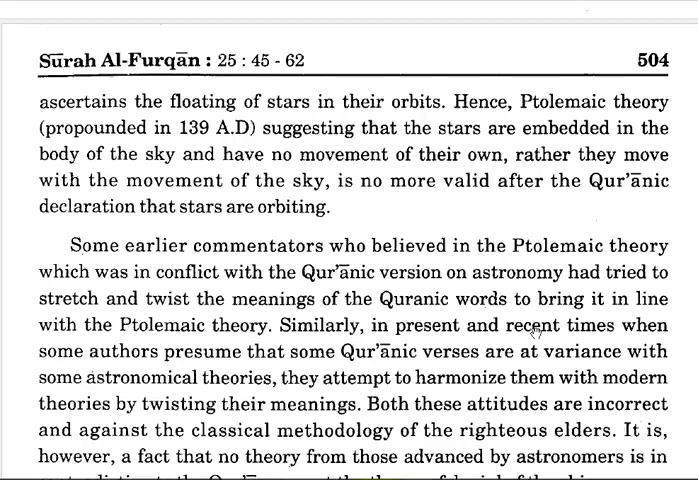 Sūrah Al-Furqān : 25 : 45 - 62 504
ascertains the floating of stars in their orbits. Hence, Ptolemaic theory
(propounded in 139 A.D) suggesting that the stars are embedded in the
body of the sky and have no movement of their own, rather they move
with the movement of the sky, is no more valid after the Qur'ānic
declaration that stars are orbiting.
Some earlier commentators who believed in the Ptolemaic theory
which was in conflict with the Qur'ānic version on astronomy had tried to
stretch and twist the meanings of the Quranic words to bring it in line
with the Ptolemaic theory. Similarly, in present and recent times when
some authors presume that some Qur'ānic verses are at variance with
some astronomical theories, they attempt to harmonize them with modern
theories by twisting their meanings. Both these attitudes are incorrect
and against the classical methodology of the righteous elders. It is,
however, a fact that no theory from those advanced by astronomers is in